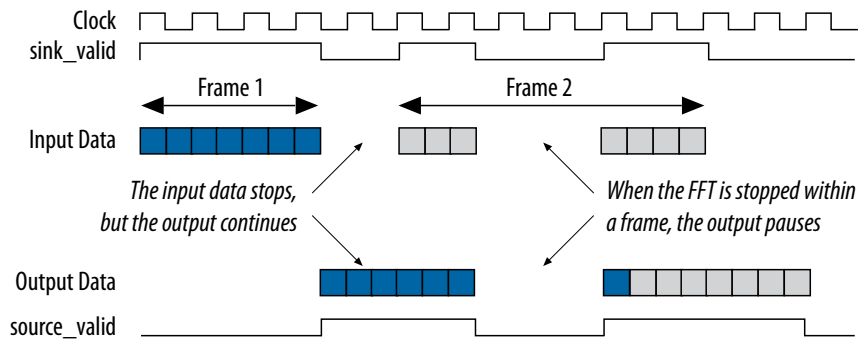 Clock
sink_valid
Frame 1
Frame 2
Input Data
The input data stops,
but the output continues
When the FFT is stopped within
a frame, the output pauses
Output Data
source_valid